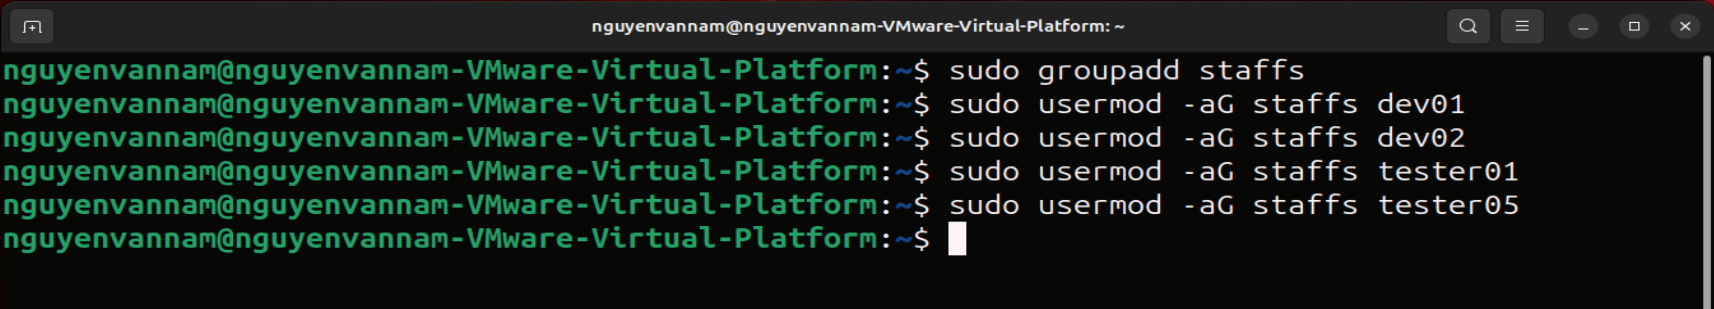 nguyenvannam@nguyenvannam-VMware-Virtual-Platform: ~
nguyenvannam@nguyenvannam-VMware-Virtual-Platform:~$ sudo groupadd staffs
nguyenvannam@nguyenvannam-VMware-Virtual-Platform:~$ sudo usermod -aG staffs dev01
nguyenvannam@nguyenvannam-VMware-Virtual-Platform:~$ sudo usermod -aG staffs dev02
nguyenvannam@nguyenvannam-VMware-Virtual-Platform:~$ sudo usermod -aG staffs tester01
nguyenvannam@nguyenvannam-VMware-Virtual-Platform:~$ sudo usermod -aG staffs tester05
nguyenvannam@nguyenvannam-VMware-Virtual-Platform:~$